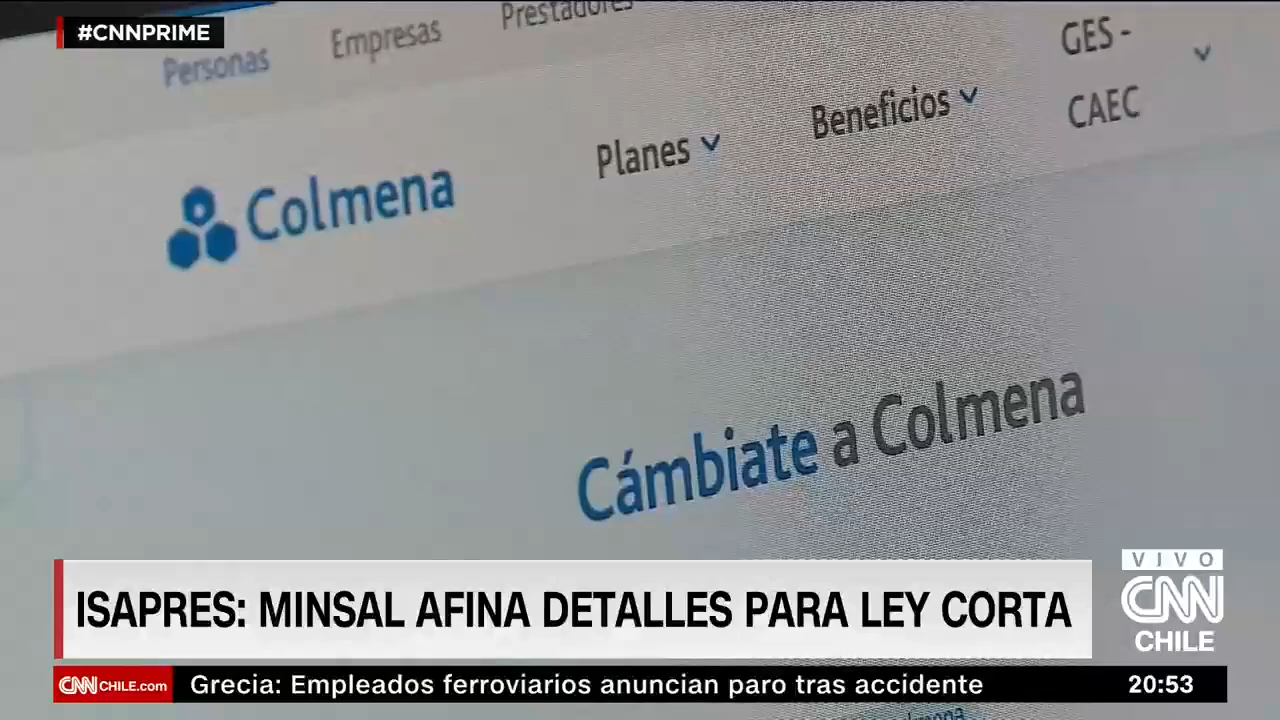 #CNNPRIME
Personas Empresas Prestadores
Colmena Planes Beneficios GES -
CAEC
Cámbiate a Colmena
ISAPRES: MINSAL AFINA DETALLES PARA LEY CORTA
VIVO
CNN
CHILE
CNNCHILE.com Grecia: Empleados ferroviarios anuncian paro tras accidente 20:53